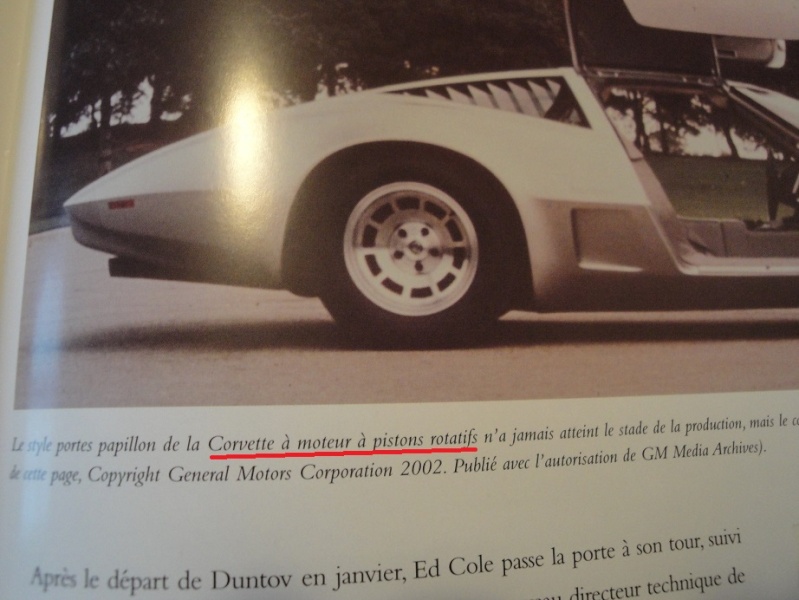 Le style portes papillon de la Corvette à moteur à pistons rotatifs n'a jamais atteint le stade de la production, mais le
de cette page, Copyright General Motors Corporation 2002. Publié avec l'autorisation de GM Media Archives).
Après le départ de Duntov en janvier, Ed Cole passe la porte à son tour, suivi
directeur technique de